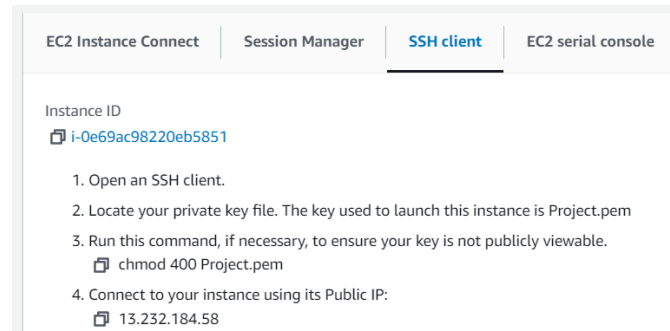 EC2 Instance Connect Session Manager SSH client EC2 serial console
Instance ID
i-0e69ac98220eb5851
1. Open an SSH client.
2. Locate your private key file. The key used to launch this instance is Project.pem
3. Run this command, if necessary, to ensure your key is not publicly viewable.
chmod 400 Project.pem
4. Connect to your instance using its Public IP:
13.232.184.58